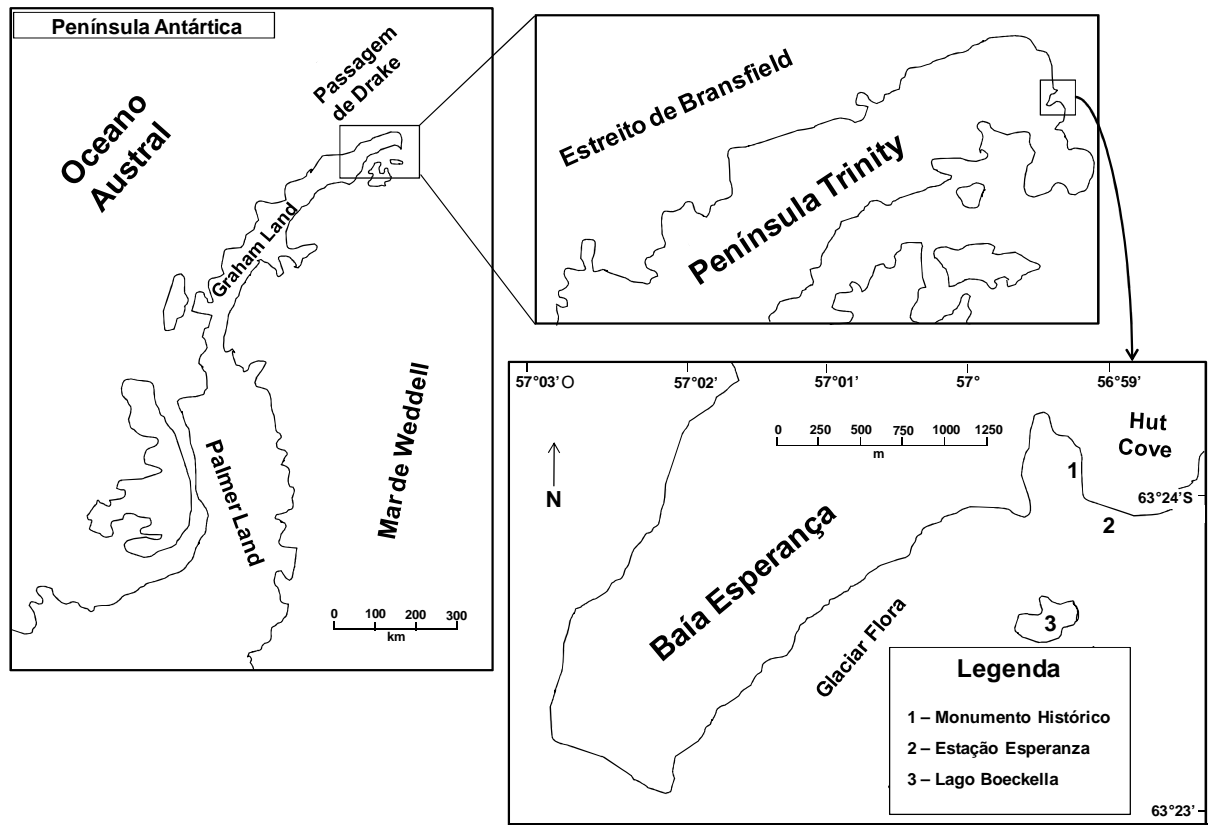 Península Antártica
Oceano
Austral
Passagem
de Drake
Graham Land
Palmer Land
Mar de Weddell
0 100 200 300
km
Estreito de Bransfield
Península Trinity
57°03’ O
57°02’
57°01’
57°
56°59’
0 250 500 750 1000 1250
m
N
Hut
Cove
1
63°24’S
2
Baía Esperança
Glaciar Flora
3
Legenda
1 – Monumento Histórico
2 – Estação Esperanza
3 – Lago Boeckella
63°23’